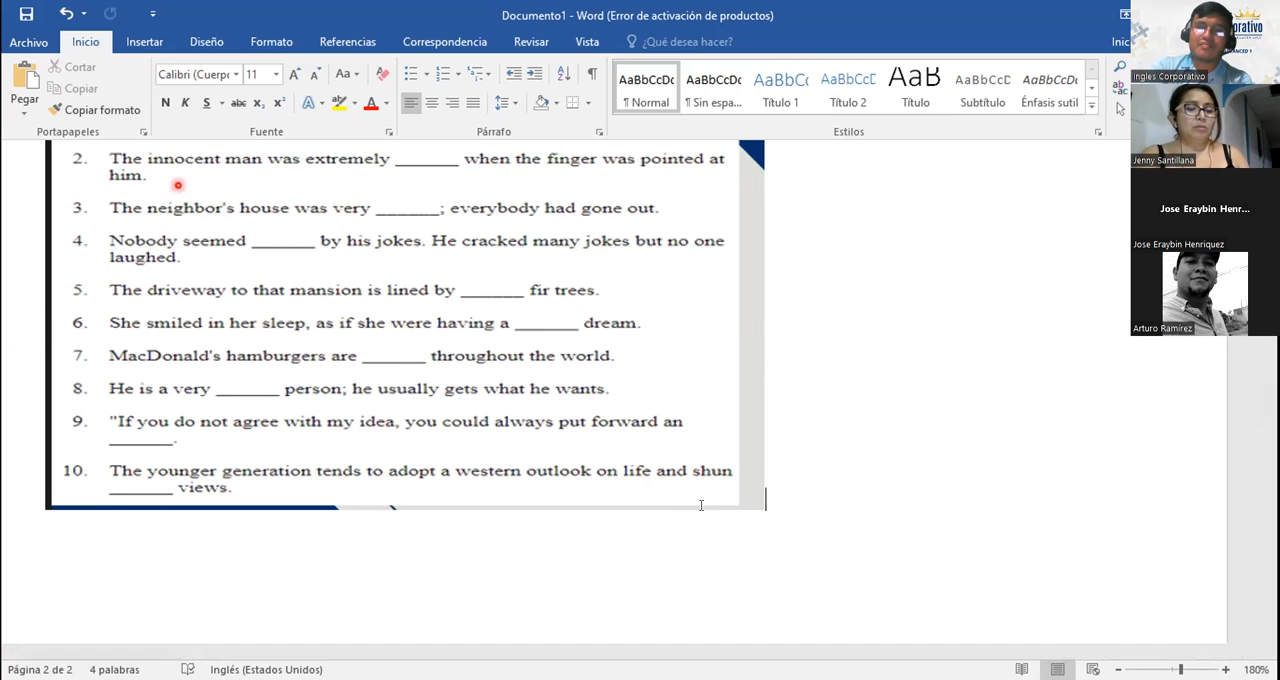 Documento1 - Word (Error de activación de productos)
Archivo Inicio Insertar Diseño Formato Referencias Correspondencia Revisar Vista ¿Qué desea hacer? Inic
Pegar
Cortar
Copiar
Copiar formato
Portapapeles
Calibri (Cuerpo 11
Fuente
Párrafo
AaBbCcDc AaBbCcDc AaBbCc AaBbCcD AaB AaBbCcD AaBbCcDc
¶ Normal ¶ Sin espa... Título 1 Título 2 Título Subtítulo Énfasis sutil
Estilos
2. The innocent man was extremely _______ when the finger was pointed at
him.
3. The neighbor's house was very _______; everybody had gone out.
4. Nobody seemed _______ by his jokes. He cracked many jokes but no one
laughed.
5. The driveway to that mansion is lined by _______ fir trees.
6. She smiled in her sleep, as if she were having a _______ dream.
7. MacDonald's hamburgers are _______ throughout the world.
8. He is a very _______ person; he usually gets what he wants.
9. "If you do not agree with my idea, you could always put forward an
_______.
10. The younger generation tends to adopt a western outlook on life and shun
_______ views.
Página 2 de 2 4 palabras Inglés (Estados Unidos) 180%
Ingles Corporativo
Jenny Santillana
Jose Eraybin Henr...
Jose Eraybin Henriquez
Arturo Ramírez